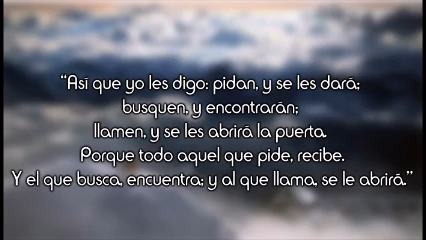 “Así que yo les digo: pidan, y se les dará;
busquen, y encontrarán;
llamen, y se les abrirá la puerta.
Porque todo aquel que pide, recibe.
Y el que busca, encuentra; y al que llama, se le abrirá.”